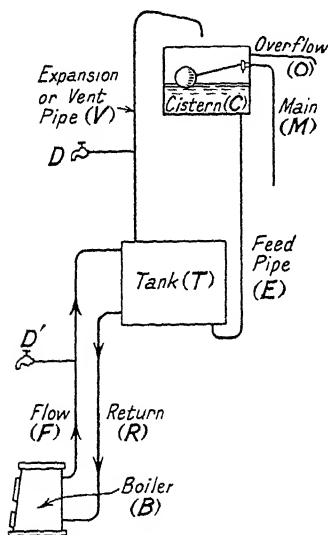 Overflow
(O)
Expansion
or Vent
Pipe (V)
Cistern (C)
Main
(M)
D
Tank (T)
Feed
Pipe
(E)
D'
Flow
(F)
Return
(R)
Boiler
(B)